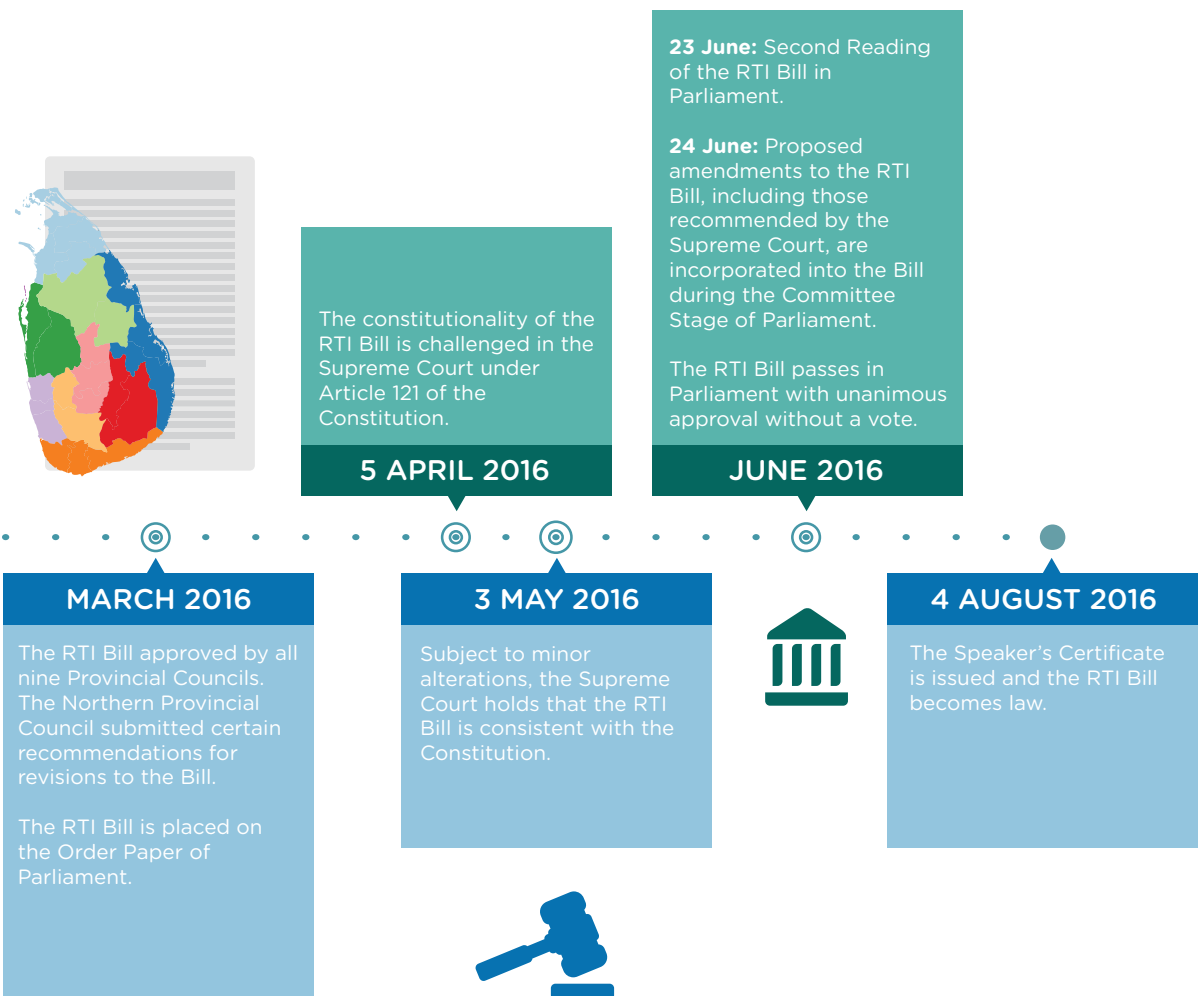 MARCH 2016
The RTI Bill approved by all
nine Provincial Councils.
The Northern Provincial
Council submitted certain
recommendations for
revisions to the Bill.
The RTI Bill is placed on
the Order Paper of
Parliament.
The constitutionality of the
RTI Bill is challenged in the
Supreme Court under
Article 121 of the
Constitution.
5 APRIL 2016
3 MAY 2016
Subject to minor
alterations, the Supreme
Court holds that the RTI
Bill is consistent with the
Constitution.
23 June: Second Reading
of the RTI Bill in
Parliament.
24 June: Proposed
amendments to the RTI
Bill, including those
recommended by the
Supreme Court, are
incorporated into the Bill
during the Committee
Stage of Parliament.
The RTI Bill passes in
Parliament with unanimous
approval without a vote.
JUNE 2016
4 AUGUST 2016
The Speaker’s Certificate
is issued and the RTI Bill
becomes law.